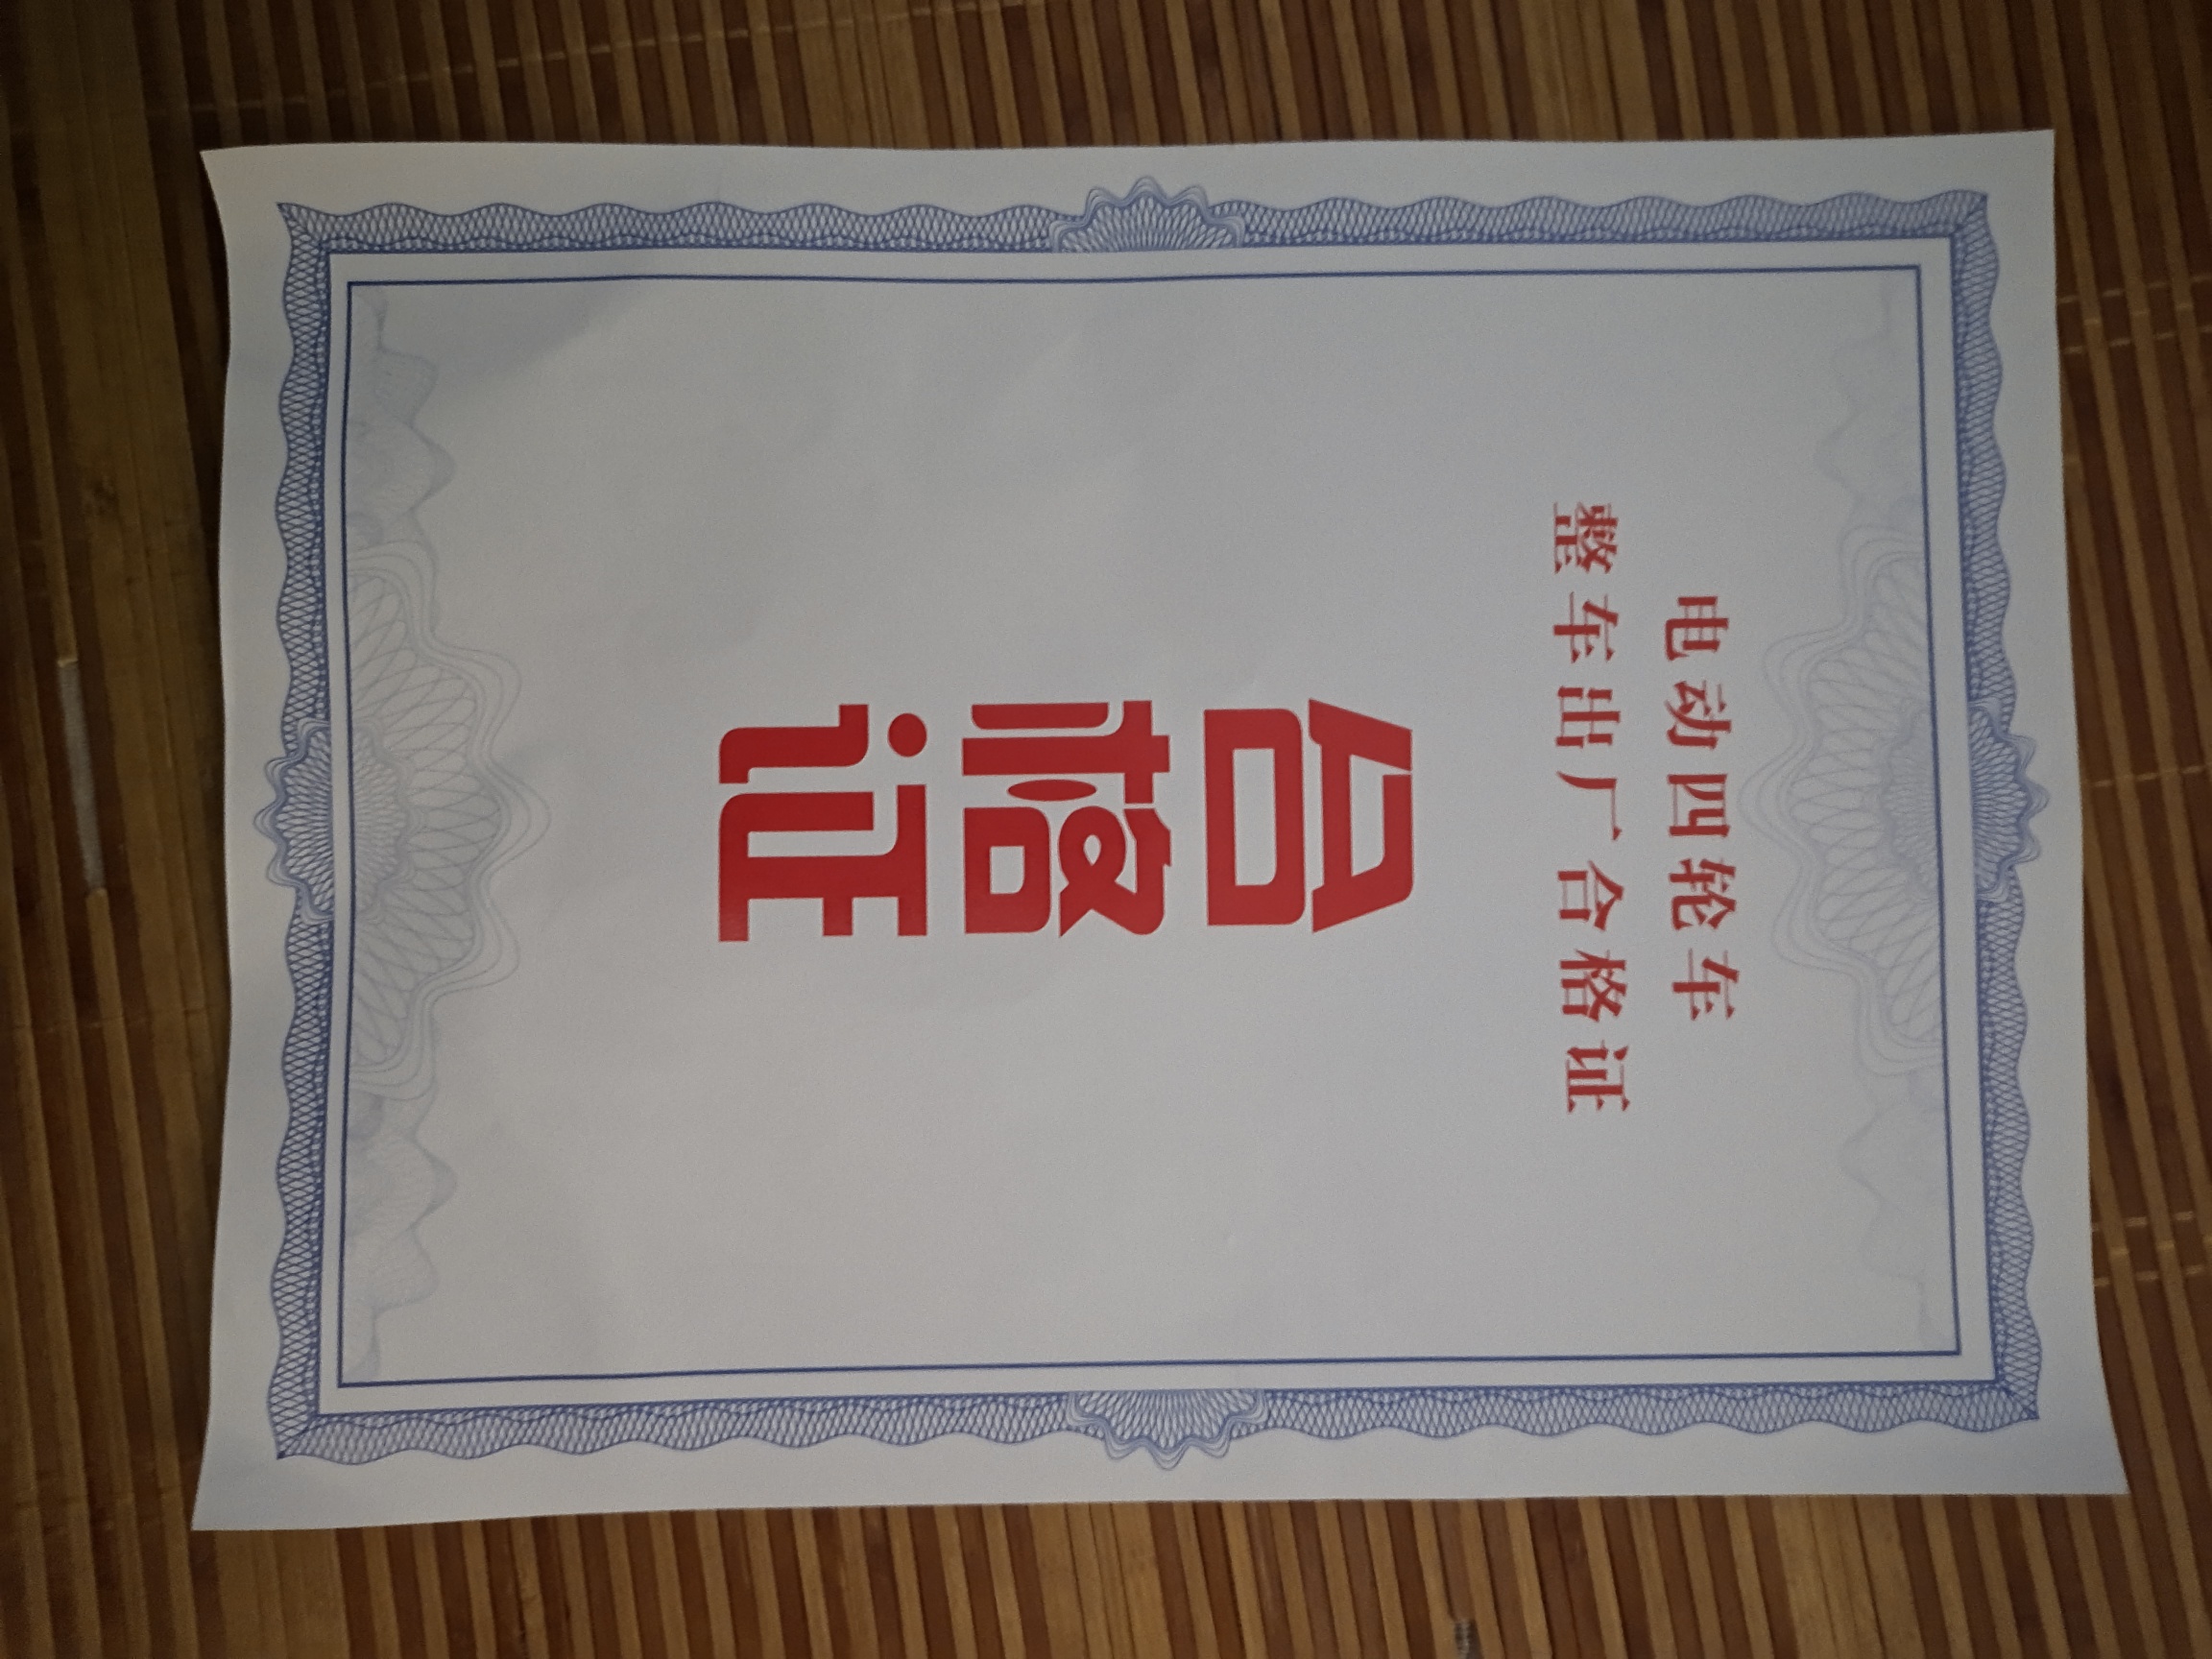 电动四轮车
整车出厂合格证
合
格
证